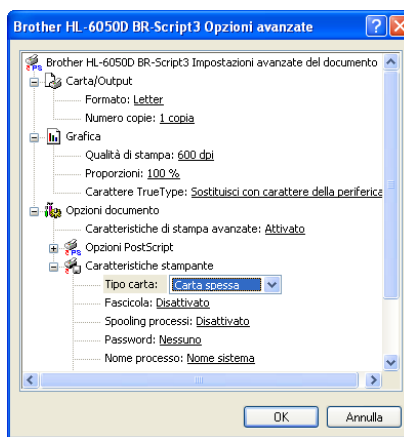 Brother HL-6050D BR-Script3 Opzioni avanzate
Brother HL-6050D BR-Script3 Impostazioni avanzate del documento
Carta/Output
Formato: Letter
Numero copie: 1 copia
Grafica
Qualità di stampa: 600 dpi
Proporzioni: 100 %
Carattere TrueType: Sostituisci con carattere della periferica
Opzioni documento
Caratteristiche di stampa avanzate: Attivato
Opzioni PostScript
Caratteristiche stampante
Tipo carta: Carta spessa
Fascicola: Disattivato
Spooling processi: Disattivato
Password: Nessuno
Nome processo: Nome sistema
OK Annulla